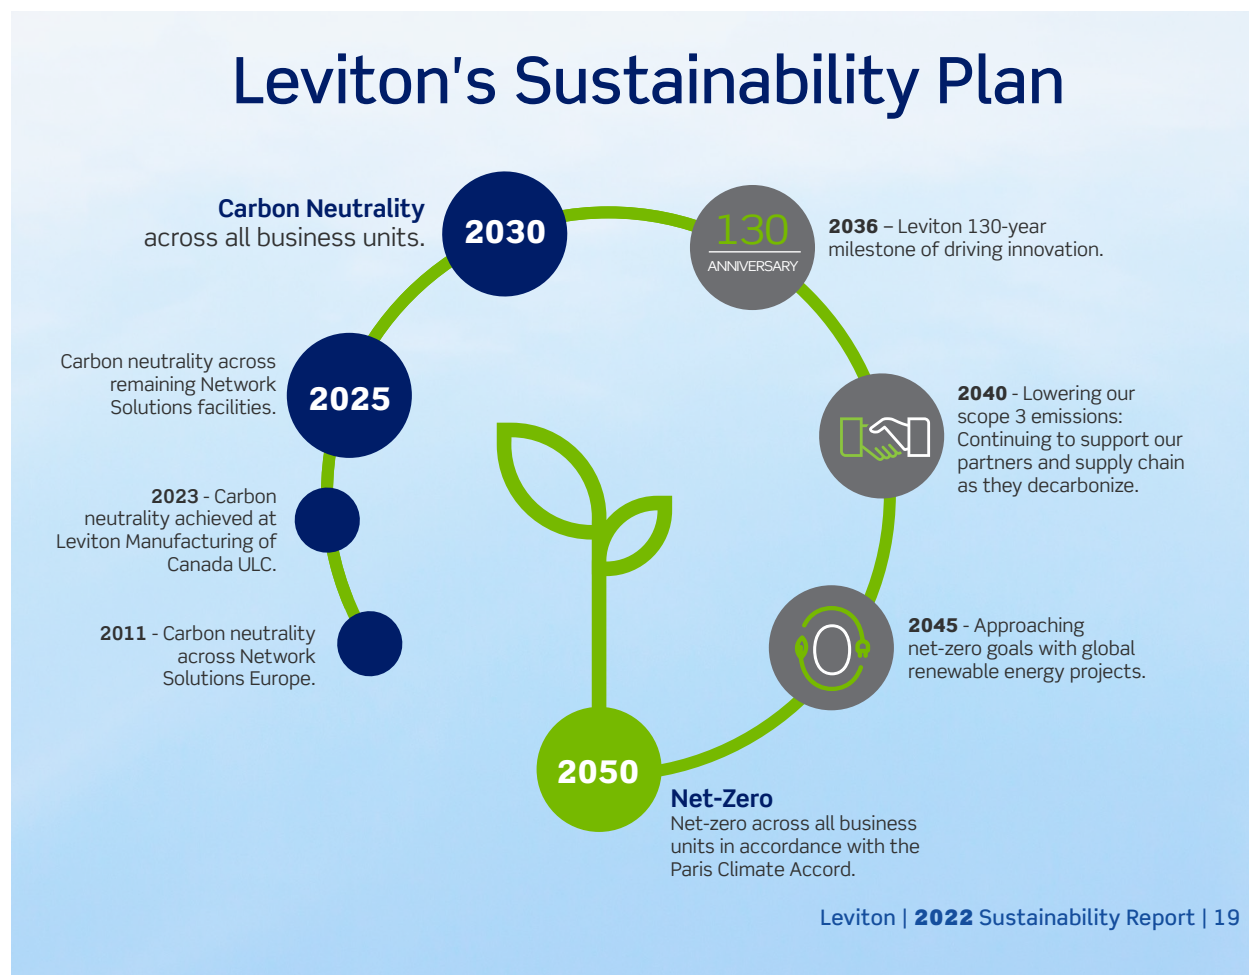 Leviton's Sustainability Plan
Carbon Neutrality
across all business units.
2030
130
ANNIVERSARY
2036 – Leviton 130-year
milestone of driving innovation.
Carbon neutrality across
remaining Network
Solutions facilities.
2025
2040 - Lowering our
scope 3 emissions:
Continuing to support our
partners and supply chain
as they decarbonize.
2023 - Carbon
neutrality achieved at
Leviton Manufacturing of
Canada ULC.
2011 - Carbon neutrality
across Network
Solutions Europe.
0
2045 - Approaching
net-zero goals with global
renewable energy projects.
2050
Net-Zero
Net-zero across all business
units in accordance with the
Paris Climate Accord.
Leviton | 2022 Sustainability Report | 19